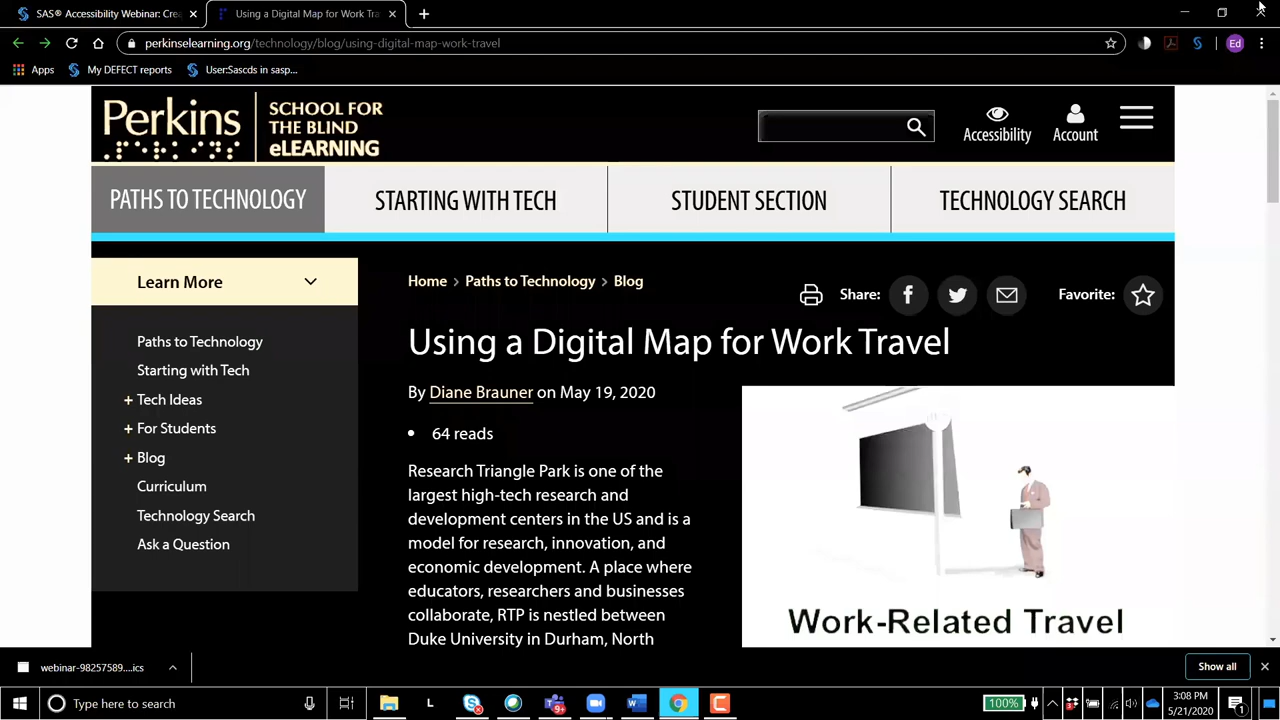 SAS® Accessibility Webinar: Cre
Using a Digital Map for Work Tra
perkinselearning.org/technology/blog/using-digital-map-work-travel
Ed
Apps
My DEFECT reports
User:Sascds in sasp...
Perkins
SCHOOL FOR
THE BLIND
eLEARNING
Accessibility
Account
PATHS TO TECHNOLOGY
STARTING WITH TECH
STUDENT SECTION
TECHNOLOGY SEARCH
Learn More
Paths to Technology
Starting with Tech
+ Tech Ideas
+ For Students
+ Blog
Curriculum
Technology Search
Ask a Question
Home > Paths to Technology > Blog
Share:
Favorite:
Using a Digital Map for Work Travel
By Diane Brauner on May 19, 2020
• 64 reads
Research Triangle Park is one of the
largest high-tech research and
development centers in the US and is a
model for research, innovation, and
economic development. A place where
educators, researchers and businesses
collaborate, RTP is nestled between
Duke University in Durham, North
Work-Related Travel
webinar-98257589....ics
Show all
Type here to search
L
9+
100%
3:08 PM
5/21/2020
1